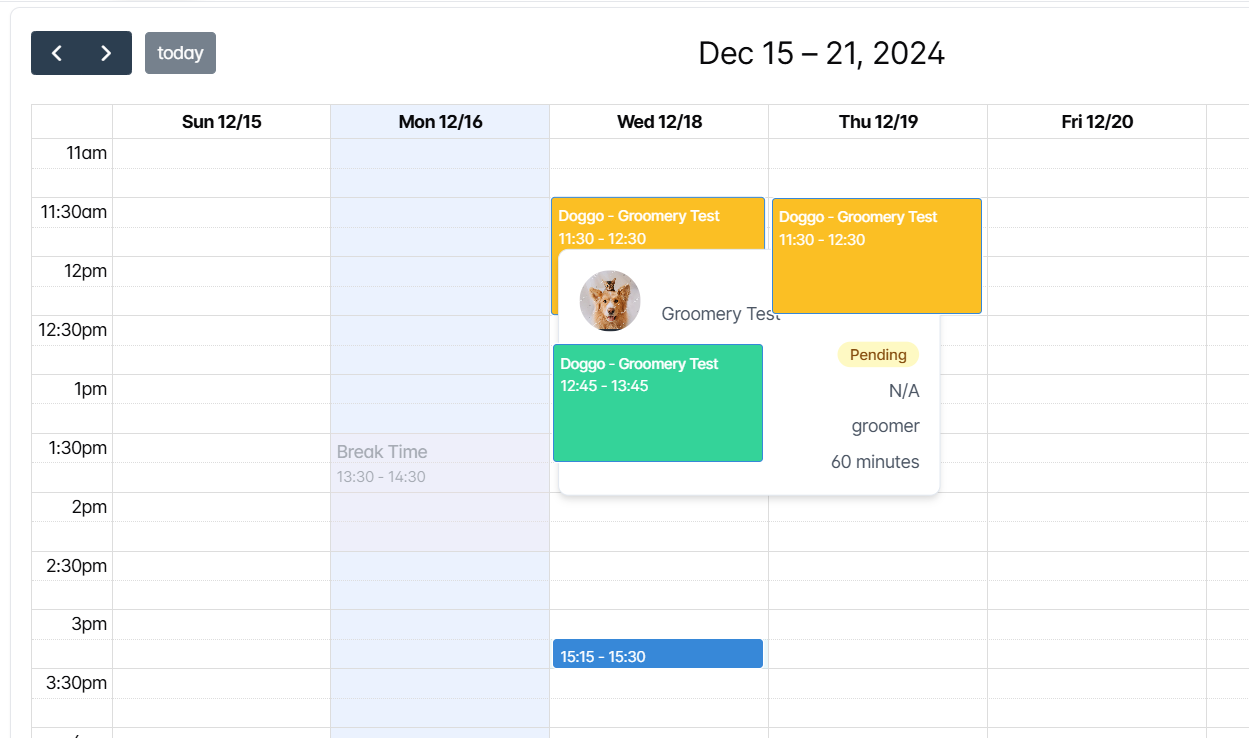 today
Dec 15 – 21, 2024
Sun 12/15
Mon 12/16
Wed 12/18
Thu 12/19
Fri 12/20
11am
11:30am
12pm
12:30pm
1pm
1:30pm
2pm
2:30pm
3pm
3:30pm
Break Time
13:30 - 14:30
Doggo - Groomery Test
11:30 - 12:30
Groomery Test
Doggo - Groomery Test
12:45 - 13:45
15:15 - 15:30
Doggo - Groomery Test
11:30 - 12:30
Pending
N/A
groomer
60 minutes